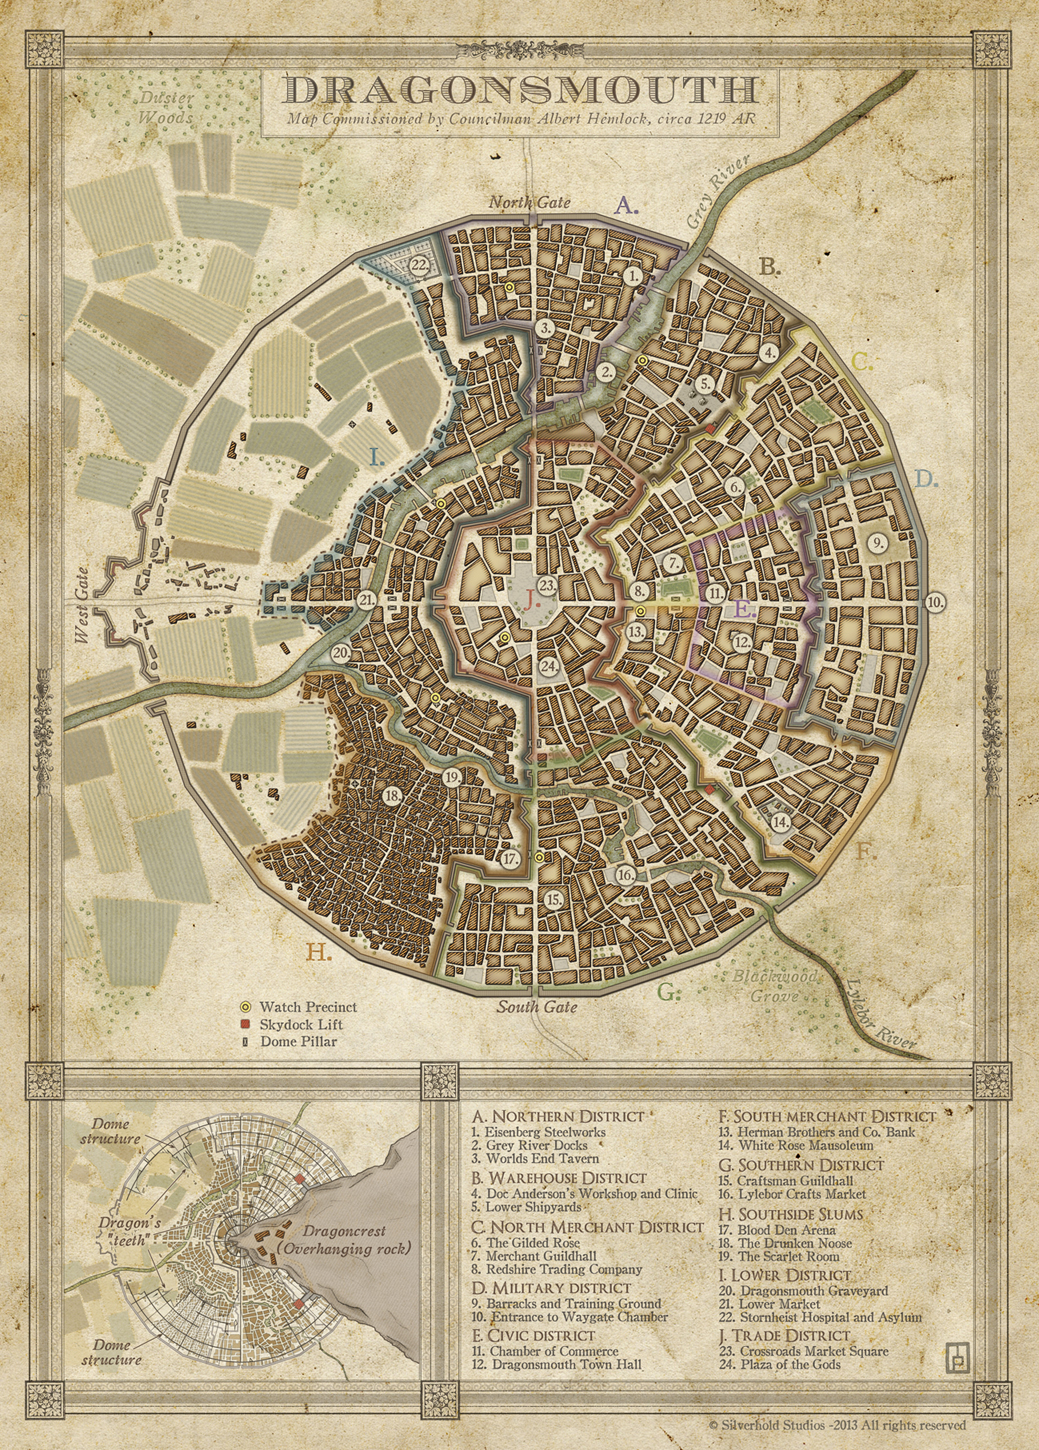 DRAGONSMOUTH
Map Commissioned by Councilman Albert Hemlock, circa 1219 AR
Duster
Woods
Grey River
North Gate
A.
B.
C.
D.
E.
F.
G.
H.
I.
J.
22.
1.
3.
2.
4.
5.
6.
9.
7.
8.
11.
10.
23.
21.
13.
12.
20.
24.
19.
18.
14.
17.
16.
15.
West Gate
South Gate
Blackwood
Grove
Lylebor River
Watch Precinct
Skydock Lift
Dome Pillar
Dome
structure
Dragon's
"teeth"
Dragoncrest
(Overhanging rock)
Dome
structure
A. Northern District
1. Eisenberg Steelworks
2. Grey River Docks
3. Worlds End Tavern
B. Warehouse District
4. Doc Anderson's Workshop and Clinic
5. Lower Shipyards
C. North Merchant District
6. The Gilded Rose
7. Merchant Guildhall
8. Redshire Trading Company
D. Military district
9. Barracks and Training Ground
10. Entrance to Waygate Chamber
E. Civic district
11. Chamber of Commerce
12. Dragonsmouth Town Hall
F. South merchant District
13. Herman Brothers and Co. Bank
14. White Rose Mausoleum
G. Southern District
15. Craftsman Guildhall
16. Lylebor Crafts Market
H. Southside Slums
17. Blood Den Arena
18. The Drunken Noose
19. The Scarlet Room
I. Lower District
20. Dragonsmouth Graveyard
21. Lower Market
22. Stornheist Hospital and Asylum
J. Trade District
23. Crossroads Market Square
24. Plaza of the Gods
© Silverhold Studios -2013 All rights reserved